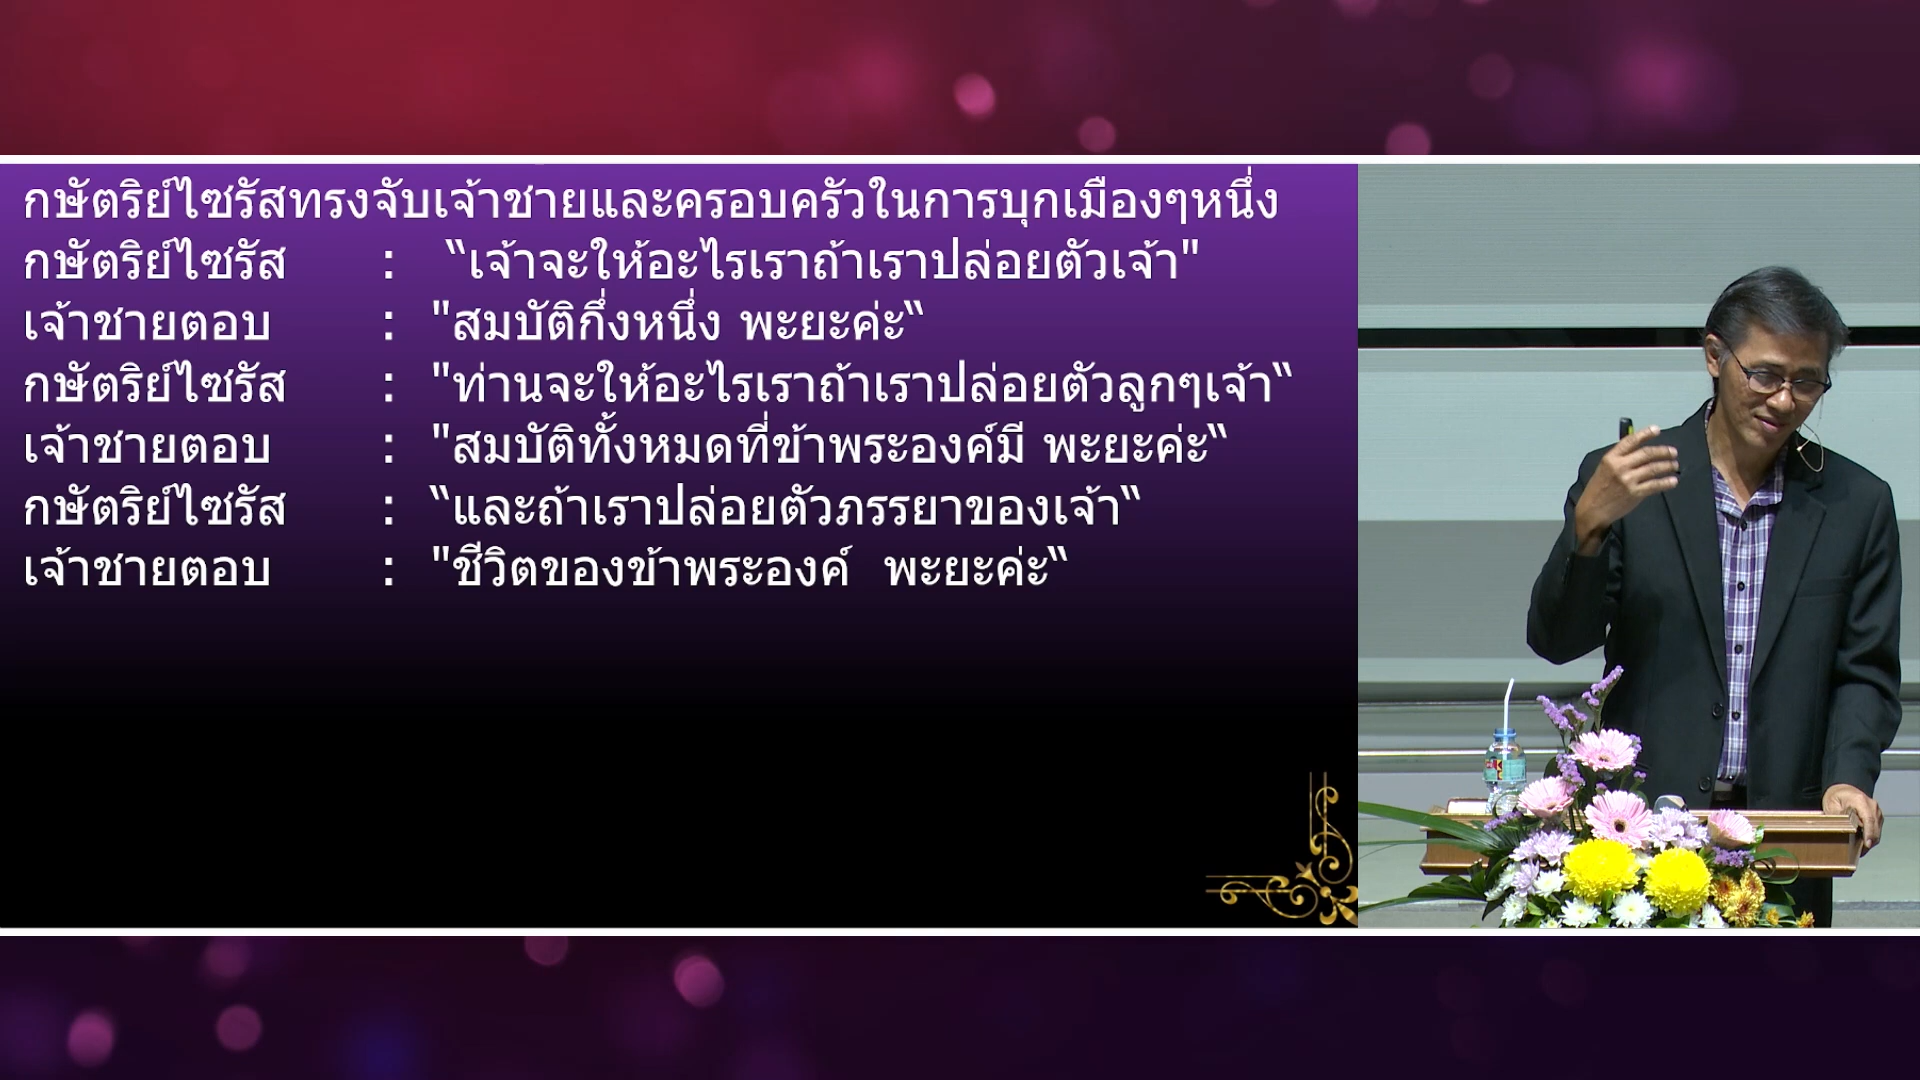 กษัตริย์ไซรัสทรงจับเจ้าชายและครอบครัวในการบุกเมืองๆหนึ่ง
กษัตริย์ไซรัส : “เจ้าจะให้อะไรเราถ้าเราปล่อยตัวเจ้า"
เจ้าชายตอบ : "สมบัติกึ่งหนึ่ง พะยะค่ะ“
กษัตริย์ไซรัส : "ท่านจะให้อะไรเราถ้าเราปล่อยตัวลูกๆเจ้า“
เจ้าชายตอบ : "สมบัติทั้งหมดที่ข้าพระองค์มี พะยะค่ะ“
กษัตริย์ไซรัส : “และถ้าเราปล่อยตัวภรรยาของเจ้า“
เจ้าชายตอบ : "ชีวิตของข้าพระองค์ พะยะค่ะ“